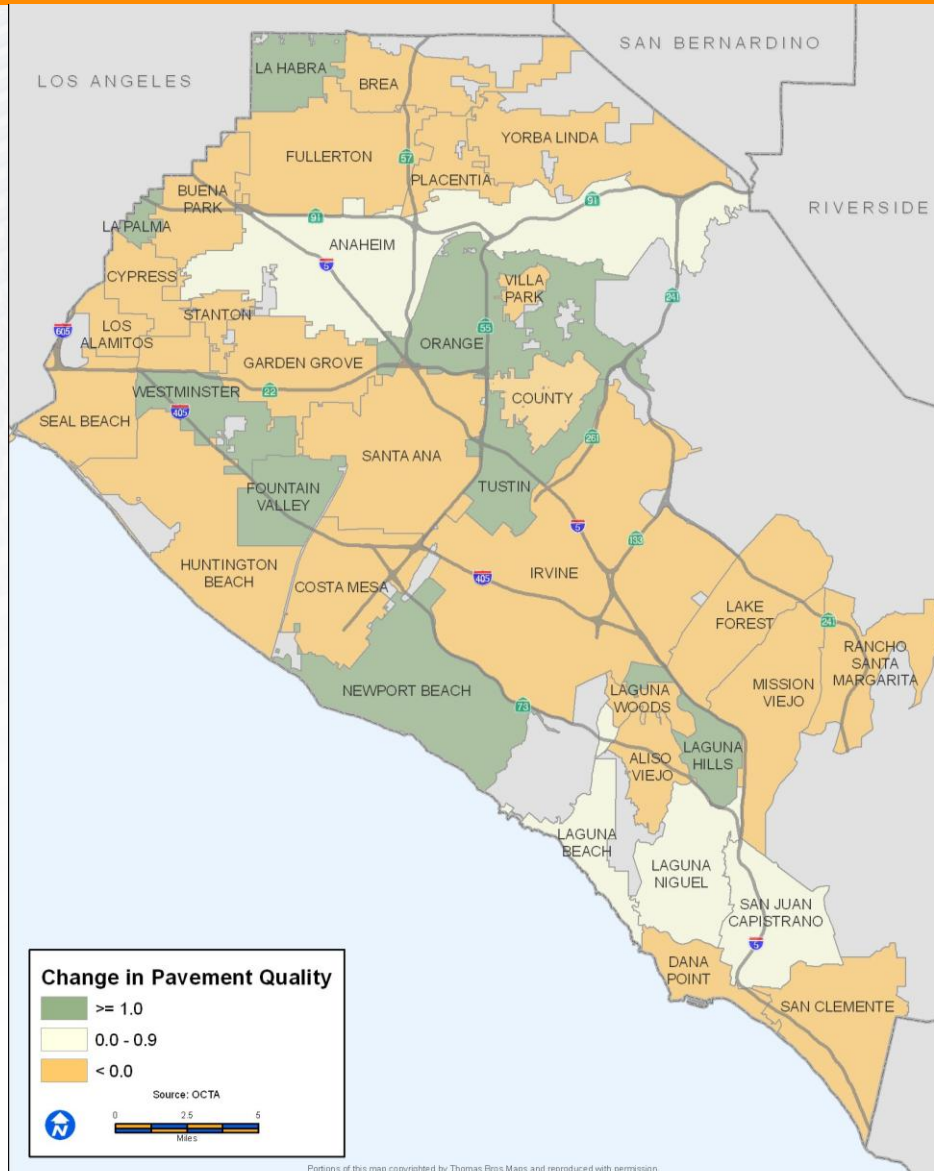 SAN BERNARDINO
LOS ANGELES
LA HABRA
BREA
YORBA LINDA
FULLERTON
57
PLACENTIA
BUENA
PARK
91
91
RIVERSIDE
LA PALMA
ANAHEIM
5
CYPRESS
VILLA
PARK
241
STANTON
605
LOS
ALAMITOS
55
ORANGE
GARDEN GROVE
WESTMINSTER
22
COUNTY
405
SEAL BEACH
SANTA ANA
261
FOUNTAIN
VALLEY
TUSTIN
5
133
HUNTINGTON
BEACH
COSTA MESA
405
IRVINE
LAKE
FOREST
241
RANCHO
SANTA
MARGARITA
NEWPORT BEACH
LAGUNA
WOODS
MISSION
VIEJO
73
LAGUNA
HILLS
ALISO
VIEJO
LAGUNA
BEACH
LAGUNA
NIGUEL
SAN JUAN
CAPISTRANO
5
DANA
POINT
SAN CLEMENTE
Change in Pavement Quality
>= 1.0
0.0 - 0.9
< 0.0
Source: OCTA
N
0 2.5 5
Miles
Portions of this map copyrighted by Thomas Bros Maps and reproduced with permission.